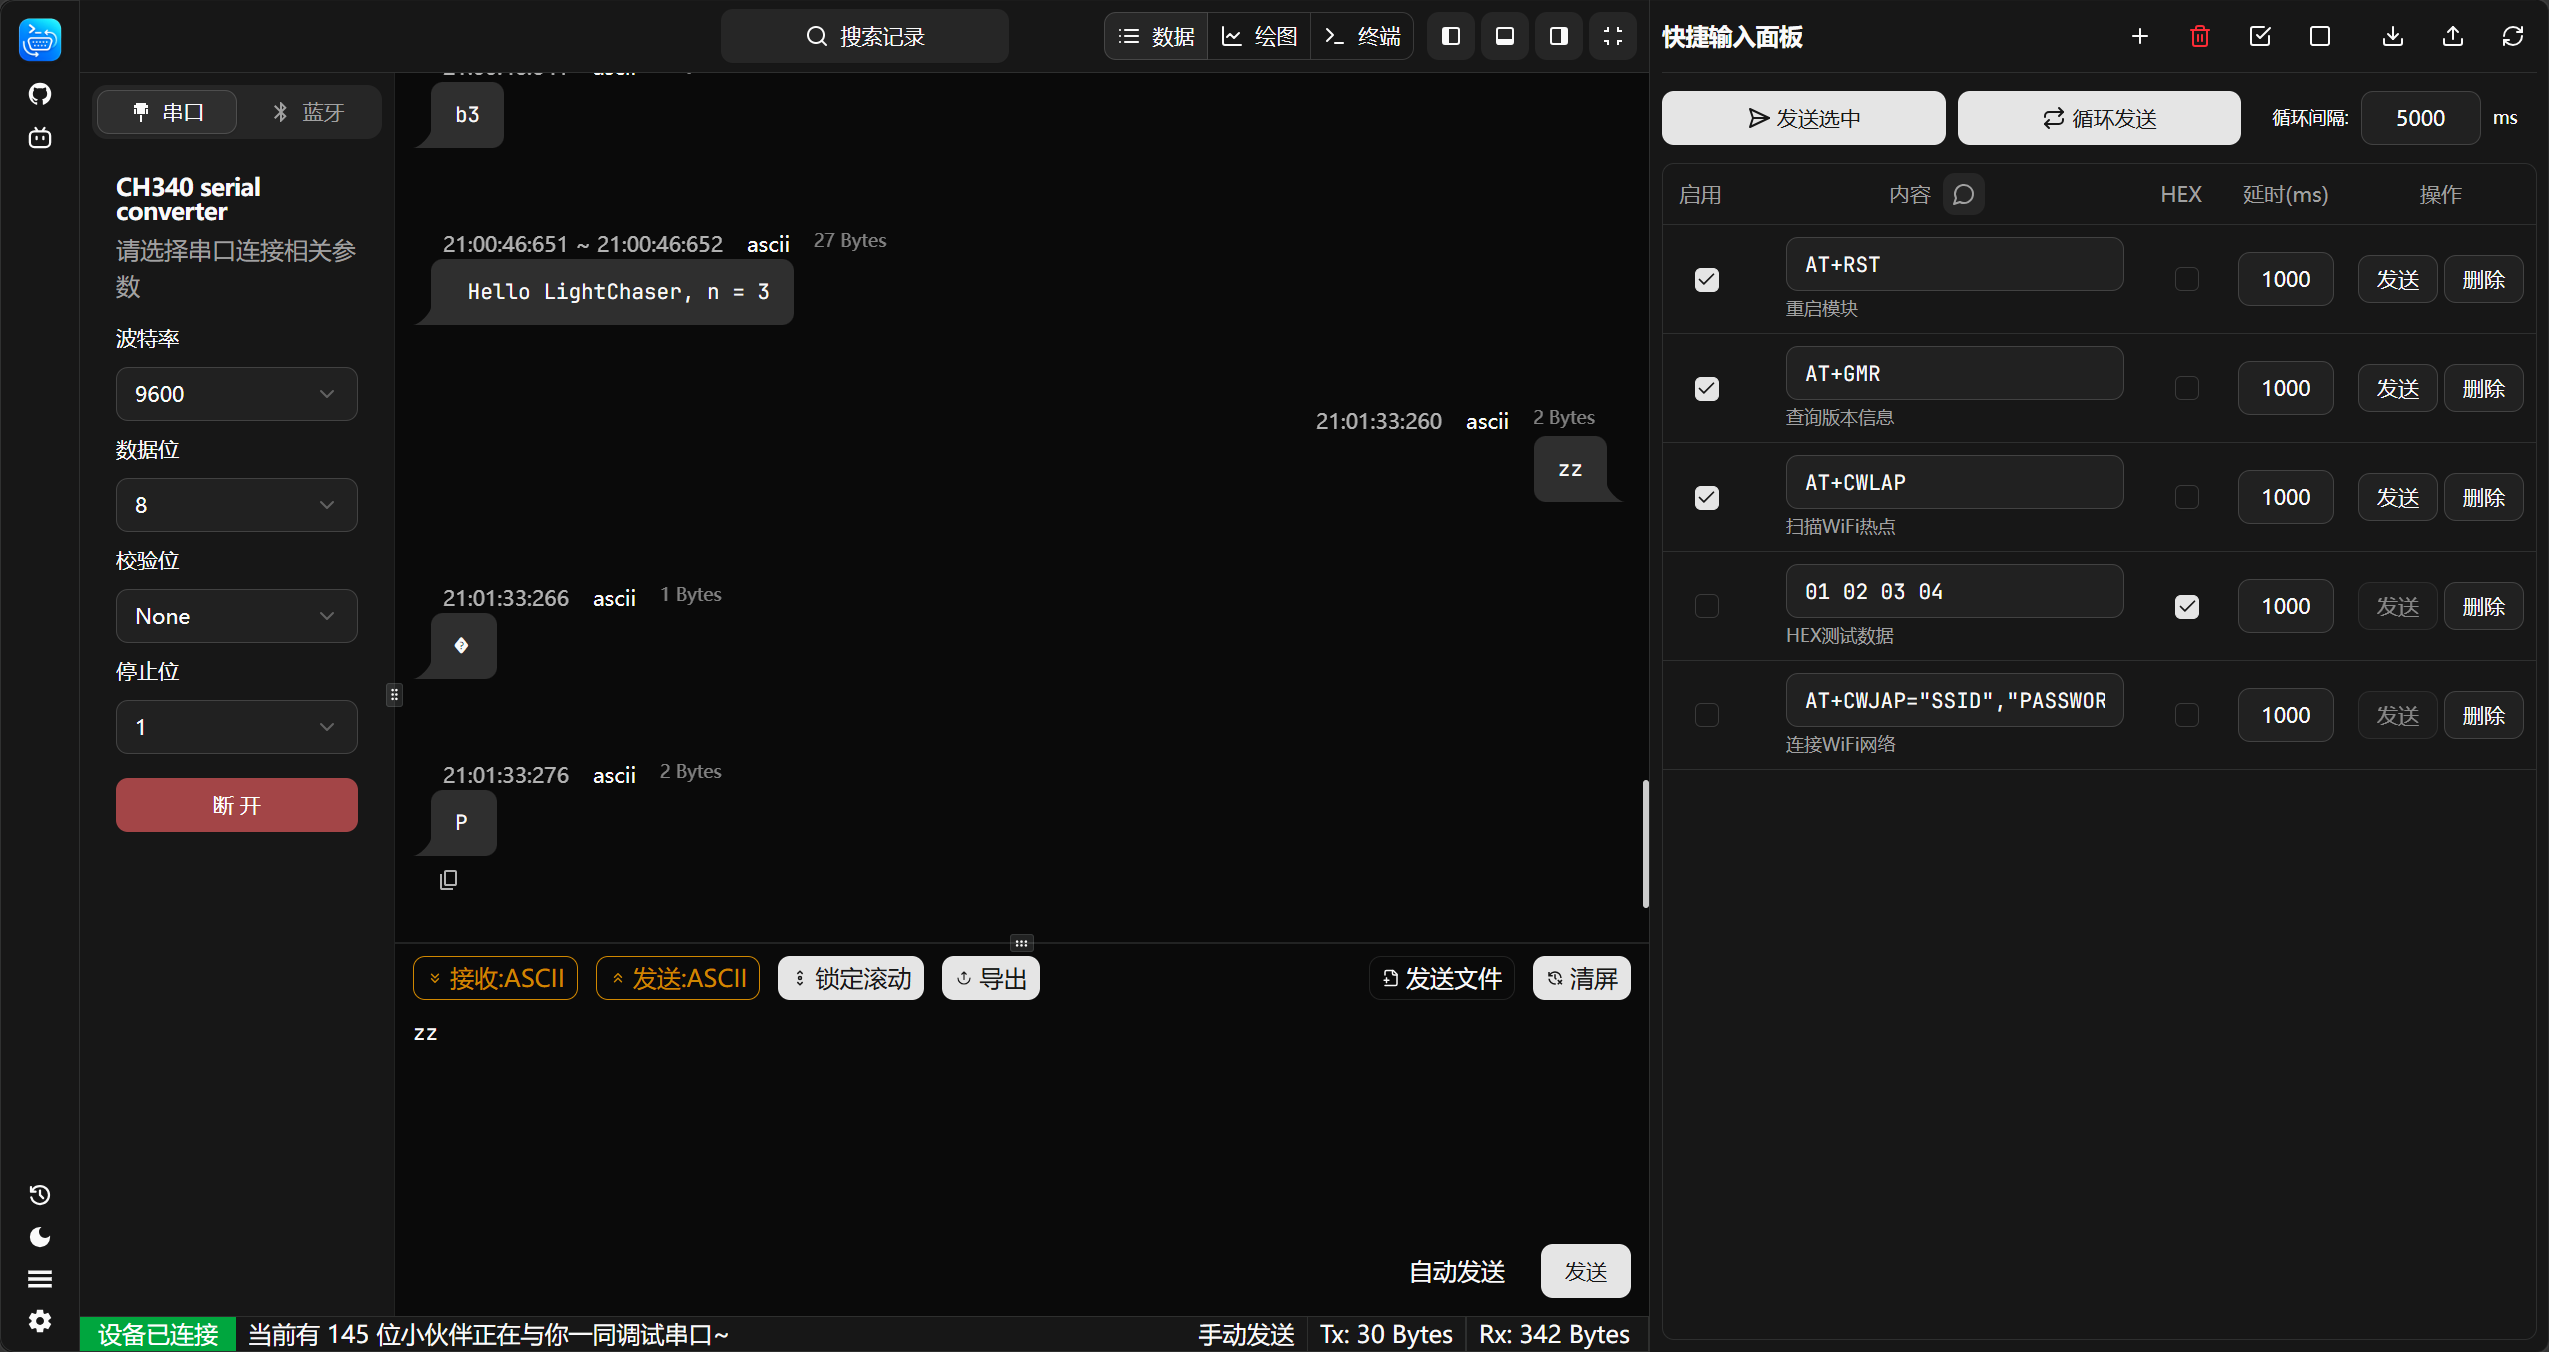 搜索记录
数据
绘图
终端
快捷输入面板
串口
蓝牙
CH340 serial
converter
请选择串口连接相关参
数
波特率
9600
数据位
8
校验位
None
停止位
1
断 开
b3
21:00:46:651 ~ 21:00:46:652 ascii 27 Bytes
Hello LightChaser, n = 3
21:01:33:260 ascii 2 Bytes
zz
21:01:33:266 ascii 1 Bytes
�
21:01:33:276 ascii 2 Bytes
P
接收:ASCII
发送:ASCII
锁定滚动
导出
发送文件
清屏
zz
自动发送
发送
发送选中
循环发送
循环间隔: 5000 ms
启用 内容 HEX 延时(ms) 操作
AT+RST 1000 发送 删除
重启模块
AT+GMR 1000 发送 删除
查询版本信息
AT+CWLAP 1000 发送 删除
扫描WiFi热点
01 02 03 04 1000 发送 删除
HEX测试数据
AT+CWJAP="SSID","PASSWOR 1000 发送 删除
连接WiFi网络
设备已连接 当前有 145 位小伙伴正在与你一同调试串口~ 手动发送 Tx: 30 Bytes Rx: 342 Bytes